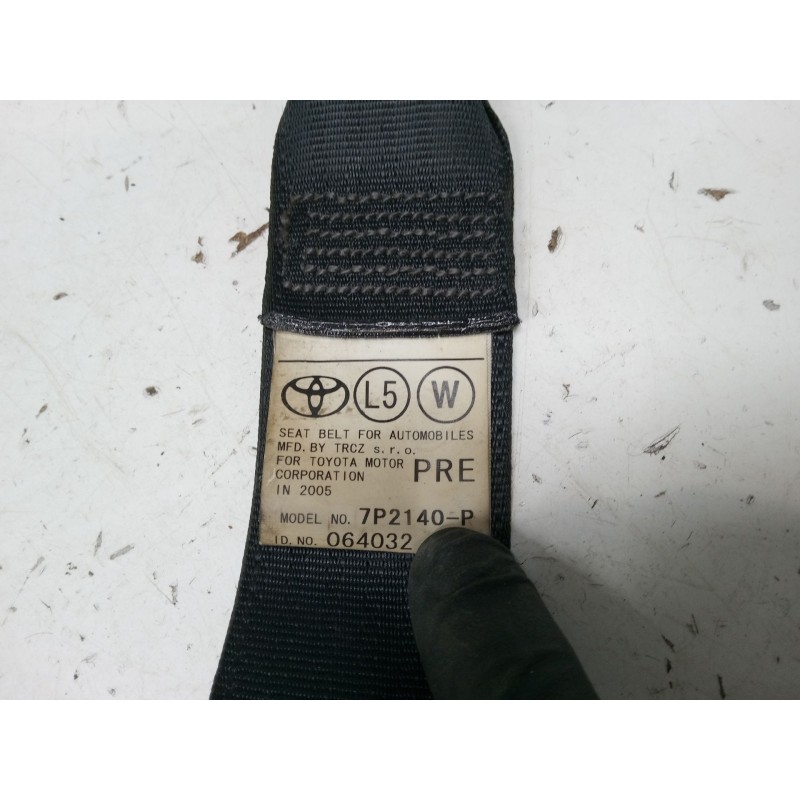 L5 W
SEAT BELT FOR AUTOMOBILES
MFD. BY TRCZ s.r.o.
FOR TOYOTA MOTOR
CORPORATION PRE
IN 2005
MODEL NO. 7P2140-P
I.D. NO. 064032